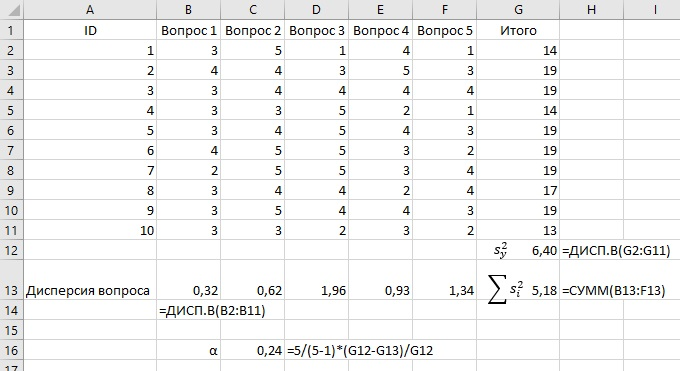 A B C D E F G H I
1 ID Вопрос 1 Вопрос 2 Вопрос 3 Вопрос 4 Вопрос 5 Итого
2 1 3 5 1 4 1 14
3 2 4 4 3 5 3 19
4 3 3 4 4 4 4 19
5 4 3 3 5 2 1 14
6 5 3 4 5 4 3 19
7 6 4 5 5 3 2 19
8 7 2 5 5 3 4 19
9 8 3 4 4 2 4 17
10 9 3 5 4 4 3 19
11 10 3 3 2 3 2 13
12 s²y 6,40 =ДИСП.В(G2:G11)
13 Дисперсия вопроса 0,32 0,62 1,96 0,93 1,34 ∑ s²i 5,18 =СУММ(B13:F13)
14 =ДИСП.В(B2:B11)
15
16 α 0,24 =5/(5-1)*(G12-G13)/G12
17